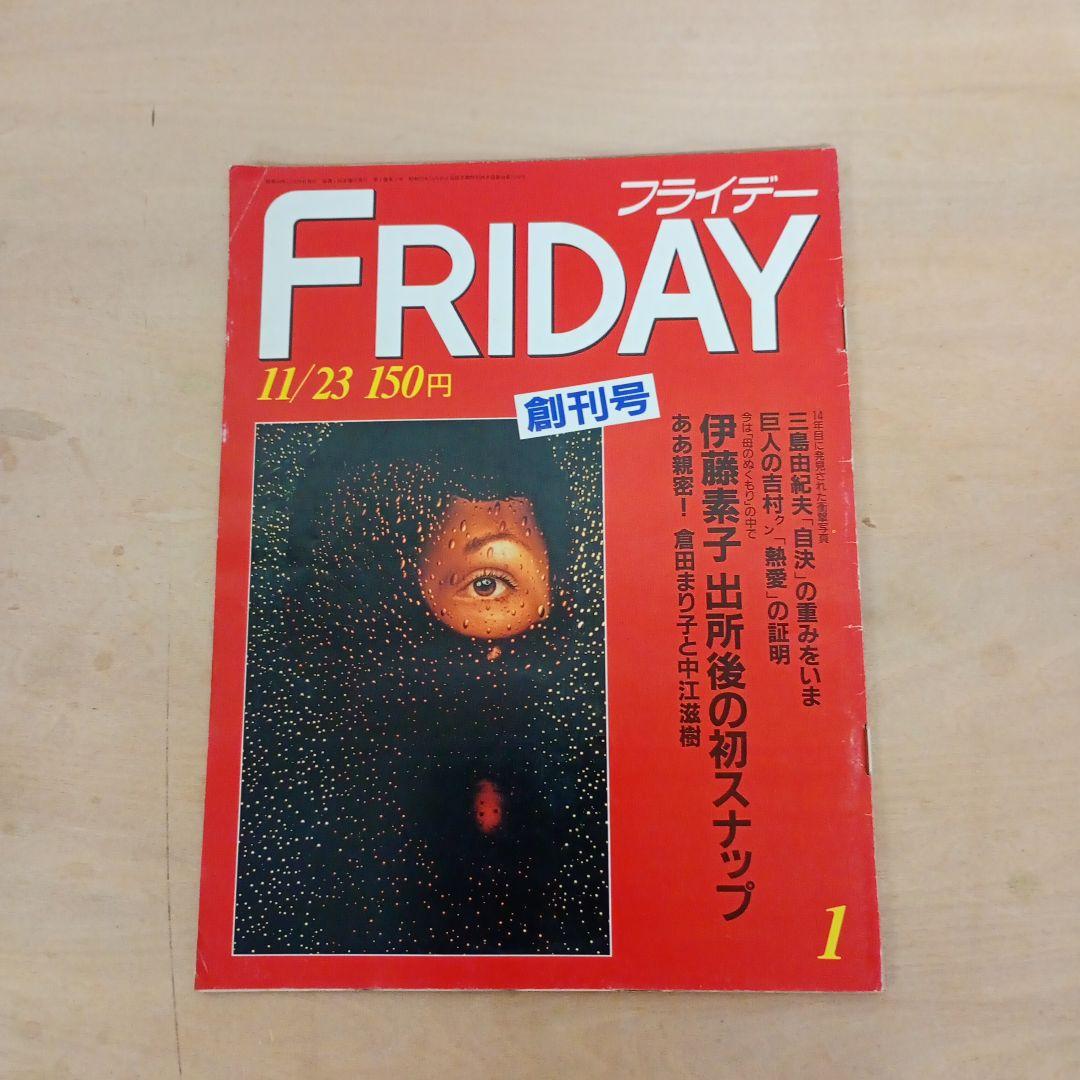 フライデー
FRIDAY
11/23 150円
創刊号
14年目に発見された衝撃写真
三島由紀夫「自決」の重みをいま
巨人の吉村クン「熱愛」の証明
今は「母のぬくもり」の中で
伊藤素子 出所後の初スナップ
ああ親密! 倉田まり子と中江滋樹
1